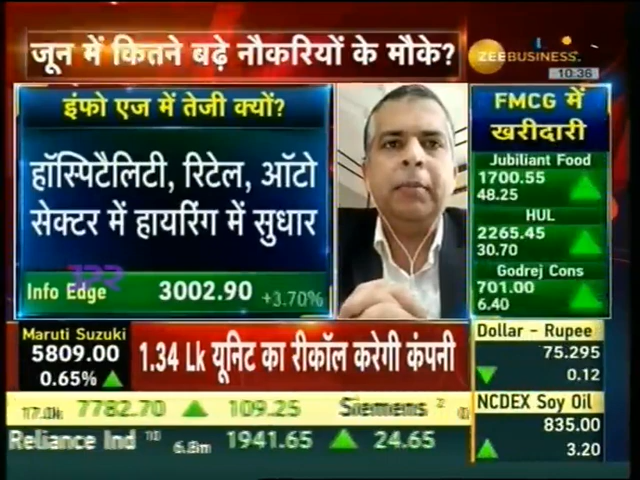 जून में कितने बढ़े नौकरियों के मौके?
ZEEBUSINESS
10:36
इंफो एज में तेजी क्यों?
हॉस्पिटैलिटी, रिटेल, ऑटो
सेक्टर में हायरिंग में सुधार
Info Edge 3002.90 +3.70%
FMCG में
खरीदारी
Jubiliant Food
1700.55
48.25
HUL
2265.45
30.70
Godrej Cons
701.00
6.40
Maruti Suzuki
5809.00
0.65%
1.34 Lk यूनिट का रीकॉल करेगी कंपनी
Dollar - Rupee
75.295
0.12
NCDEX Soy Oil
835.00
3.20
7782.70 109.25 Siemens
Reliance Ind 6.8m 1941.65 24.65